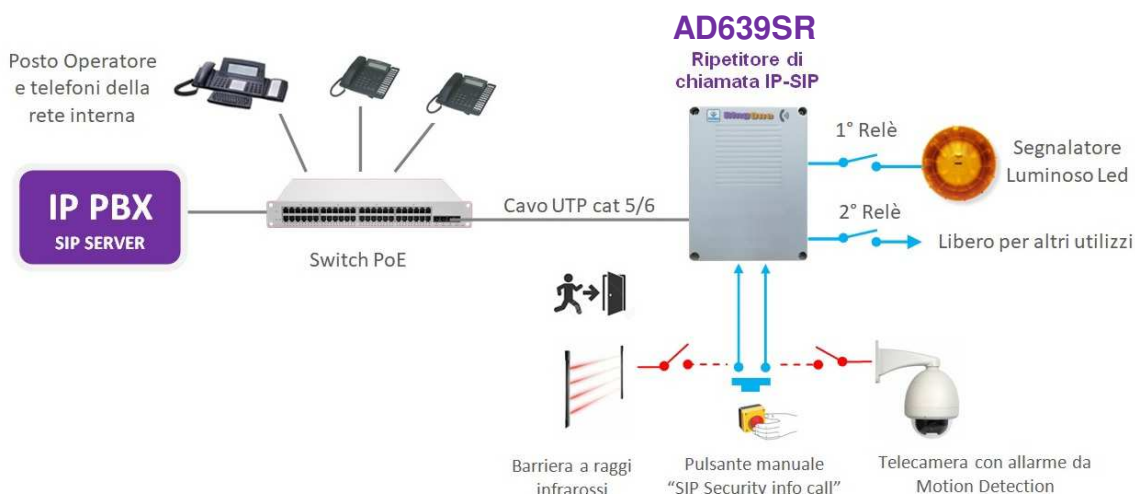 AD639SR
Ripetitore di
chiamata IP-SIP
Posto Operatore
e telefoni della
rete interna
RingOne
1° Relè
Segnalatore
Luminoso Led
IP PBX
SIP SERVER
Cavo UTP cat 5/6
Switch PoE
2° Relè
Libero per altri utilizzi
Barriera a raggi
infrarossi
Pulsante manuale
“SIP Security info call”
Telecamera con allarme da
Motion Detection